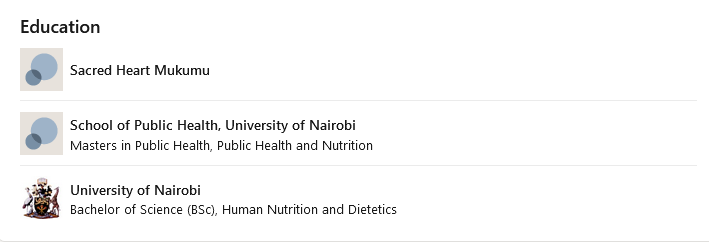 Education
Sacred Heart Mukumu
School of Public Health, University of Nairobi
Masters in Public Health, Public Health and Nutrition
University of Nairobi
Bachelor of Science (BSc), Human Nutrition and Dietetics